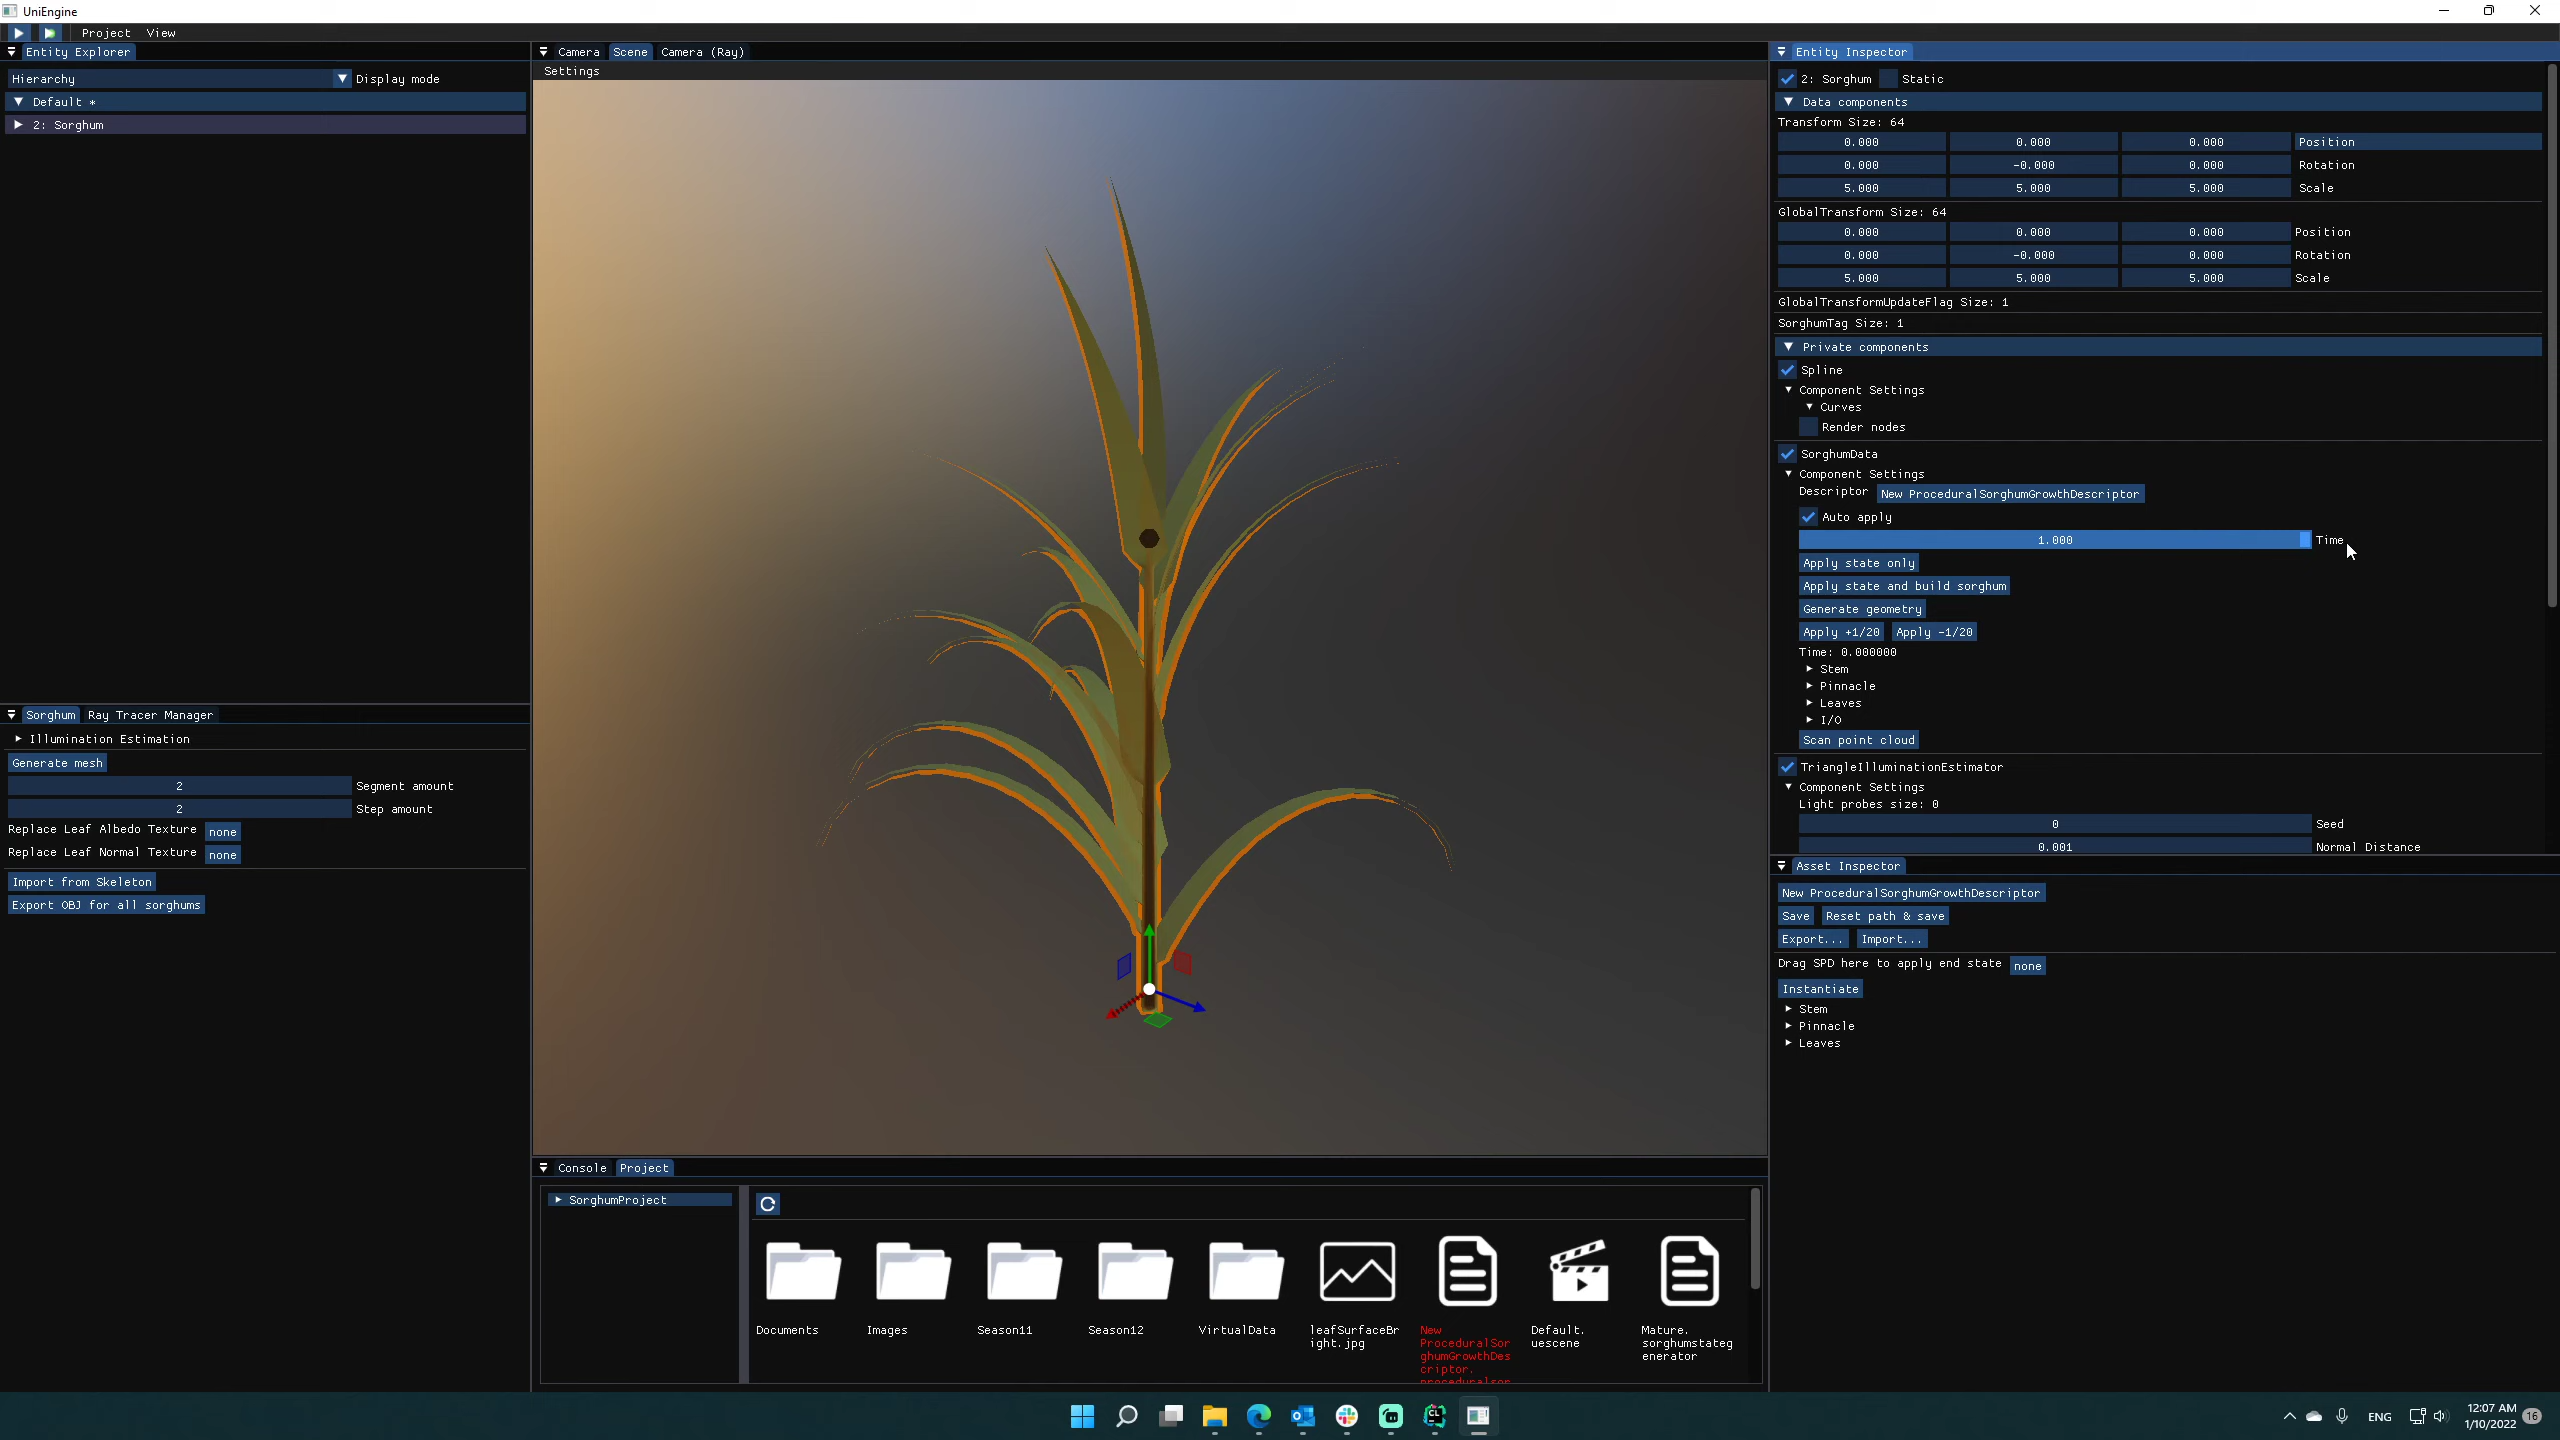 UniEngine
Project View
Entity Explorer
Hierarchy Display mode
Default *
2: Sorghum
Sorghum Ray Tracer Manager
Illumination Estimation
Generate mesh
2 Segment amount
2 Step amount
Replace Leaf Albedo Texture none
Replace Leaf Normal Texture none
Import from Skeleton
Export OBJ for all sorghums
Camera Scene Camera (Ray)
Settings
Console Project
SorghumProject
Documents
Images
Season11
Season12
VirtualData
leafSurfaceBr
ight.jpg
New
ProceduralSor
ghumGrowthDes
criptor.
proceduralsor
Default.
uescene
Mature.
sorghumstateg
enerator
Entity Inspector
2: Sorghum Static
Data components
Transform Size: 64
0.000 0.000 0.000 Position
0.000 -0.000 0.000 Rotation
5.000 5.000 5.000 Scale
GlobalTransform Size: 64
0.000 0.000 0.000 Position
0.000 -0.000 0.000 Rotation
5.000 5.000 5.000 Scale
GlobalTransformUpdateFlag Size: 1
SorghumTag Size: 1
Private components
Spline
Component Settings
Curves
Render nodes
SorghumData
Component Settings
Descriptor New ProceduralSorghumGrowthDescriptor
Auto apply
1.000 Time
Apply state only
Apply state and build sorghum
Generate geometry
Apply +1/20 Apply -1/20
Time: 0.000000
Stem
Pinnacle
Leaves
I/O
Scan point cloud
TriangleIlluminationEstimator
Component Settings
Light probes size: 0
0 Seed
0.001 Normal Distance
Asset Inspector
New ProceduralSorghumGrowthDescriptor
Save Reset path & save
Export... Import...
Drag SPD here to apply end state none
Instantiate
Stem
Pinnacle
Leaves
ENG
12:07 AM
1/10/2022
16